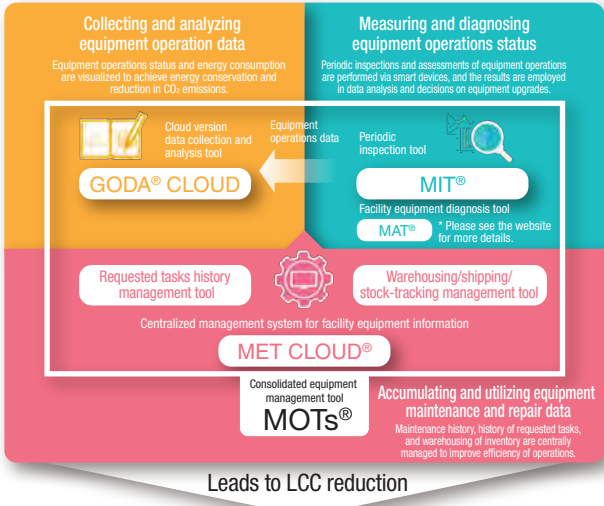 Collecting and analyzing
equipment operation data
Equipment operations status and energy consumption
are visualized to achieve energy conservation and
reduction in CO₂ emissions.
Measuring and diagnosing
equipment operations status
Periodic inspections and assessments of equipment operations
are performed via smart devices, and the results are employed
in data analysis and decisions on equipment upgrades.
Cloud version
data collection and
analysis tool
GODA® CLOUD
Equipment
operations data
Periodic
inspection tool
MIT®
Facility equipment diagnosis tool
MAT®
* Please see the website
for more details.
Requested tasks history
management tool
Warehousing/shipping/
stock-tracking management tool
Centralized management system for facility equipment information
MET CLOUD®
Consolidated equipment
management tool
MOTs®
Accumulating and utilizing equipment
maintenance and repair data
Maintenance history, history of requested tasks,
and warehousing of inventory are centrally
managed to improve efficiency of operations.
Leads to LCC reduction